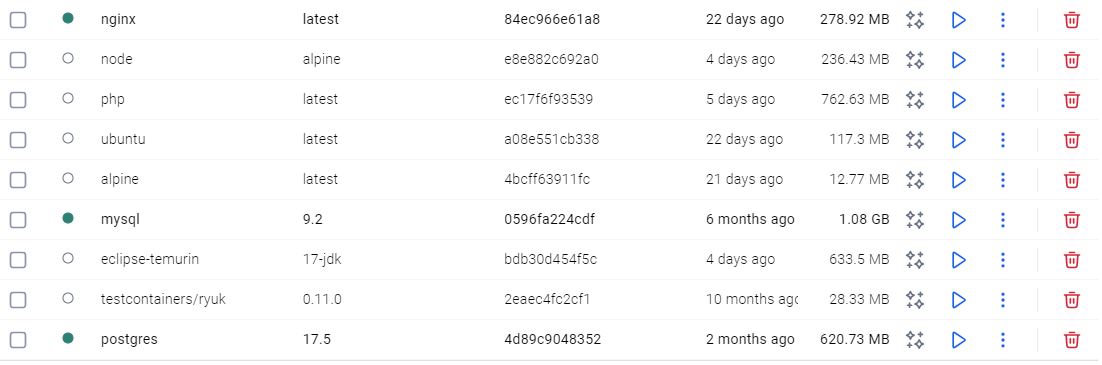 nginx latest 84ec966e61a8 22 days ago 278.92 MB
node alpine e8e882c692a0 4 days ago 236.43 MB
php latest ec17f6f93539 5 days ago 762.63 MB
ubuntu latest a08e551cb338 22 days ago 117.3 MB
alpine latest 4bcff63911fc 21 days ago 12.77 MB
mysql 9.2 0596fa224cdf 6 months ago 1.08 GB
eclipse-temurin 17-jdk bdb30d454f5c 4 days ago 633.5 MB
testcontainers/ryuk 0.11.0 2eaec4fc2cf1 10 months agc 28.33 MB
postgres 17.5 4d89c9048352 2 months ago 620.73 MB